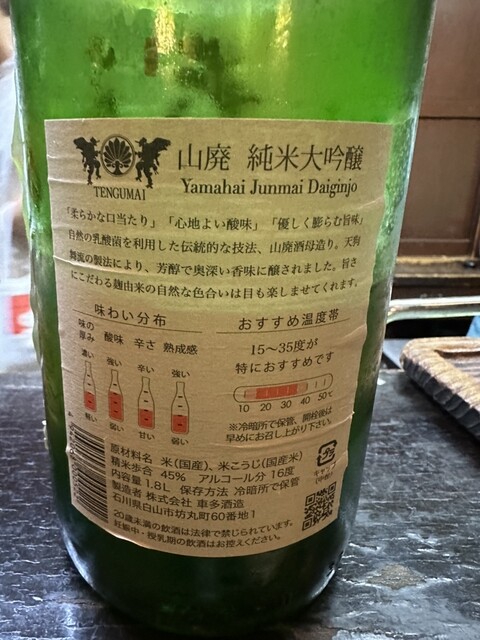 TENGUMAI
山廃 純米大吟醸
Yamahai Junmai Daiginjo
「柔らかな口当たり」「心地よい酸味」「優しく膨らむ旨味」
自然の乳酸菌を利用した伝統的な技法、山廃酒母造り。天狗
舞流の製法により、芳醇で奥深い香味に醸されました。旨さ
にこだわる麹由来の自然な色合いは目も楽しませてくれます。
味わい分布
味の厚み 酸味 辛さ 熟成感
濃い 強い 辛い 強い
軽い 弱い 甘い 弱い
おすすめ温度帯
15〜35度が
特におすすめです
10 20 30 40 50℃
※冷暗所で保管、開栓後は
早めにお召し上がり下さい。
原材料名 米(国産)、米こうじ(国産米)
精米歩合 45% アルコール分 16度
内容量 1.8L 保存方法 冷暗所で保管
製造者 株式会社 車多酒造
石川県白山市坊丸町60番地1
20歳未満の飲酒は法律で禁じられています。
妊娠中・授乳期の飲酒はお控えください。